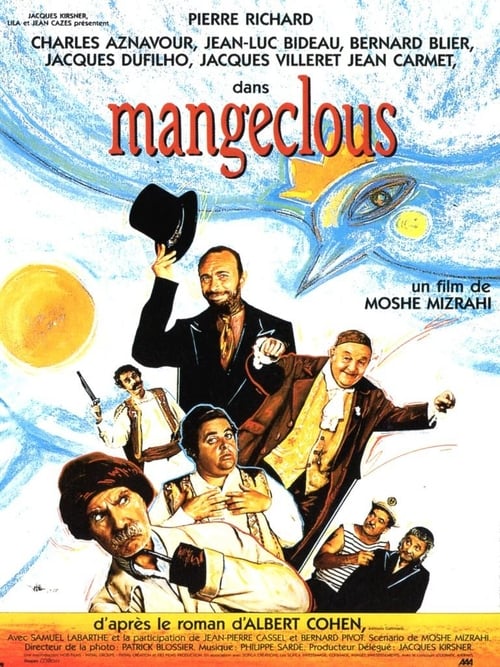 JACQUES KIRSNER,
LILA et JEAN CAZES présentent
PIERRE RICHARD
CHARLES AZNAVOUR, JEAN-LUC BIDEAU, BERNARD BLIER,
JACQUES DUFILHO, JACQUES VILLERET JEAN CARMET,
dans
mangeclous
un film de
MOSHE MIZRAHI
d'après le roman d'ALBERT COHEN,
Avec SAMUEL LABARTHE et la participation de JEAN-PIERRE CASSEL et BERNARD PIVOT. Scénario de MOSHE MIZRAHI.
Directeur de la photo: PATRICK BLOSSIER. Musique: PHILIPPE SARDE. Producteur Délégué: JACQUES KIRSNER.
AAA